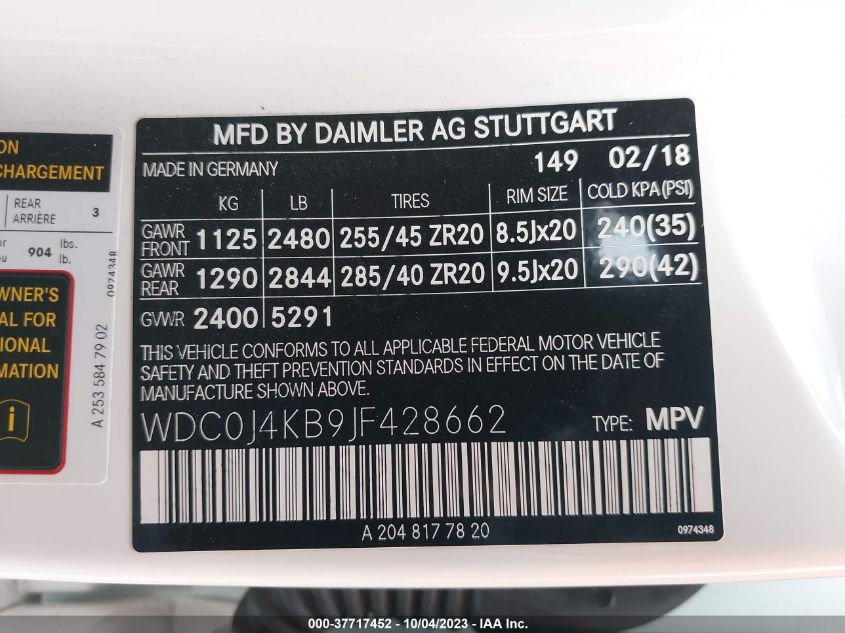 ON
CHARGEMENT
REAR
ARRIÈRE 3
or
904 lbs.
lb.
0974348
OWNER'S
AL FOR
IONAL
MATION
A 253 584 79 02
MFD BY DAIMLER AG STUTTGART
MADE IN GERMANY 149 02/18
KG LB TIRES RIM SIZE COLD KPA(PSI)
GAWR FRONT 1125 2480 255/45 ZR20 8.5Jx20 240(35)
GAWR REAR 1290 2844 285/40 ZR20 9.5Jx20 290(42)
GVWR 2400 5291
THIS VEHICLE CONFORMS TO ALL APPLICABLE FEDERAL MOTOR VEHICLE
SAFETY AND THEFT PREVENTION STANDARDS IN EFFECT ON THE DATE OF
MANUFACTURE SHOWN ABOVE.
WDC0J4KB9JF428662 TYPE: MPV
A 204 817 78 20 0974348
000-37717452 - 10/04/2023 - IAA Inc.